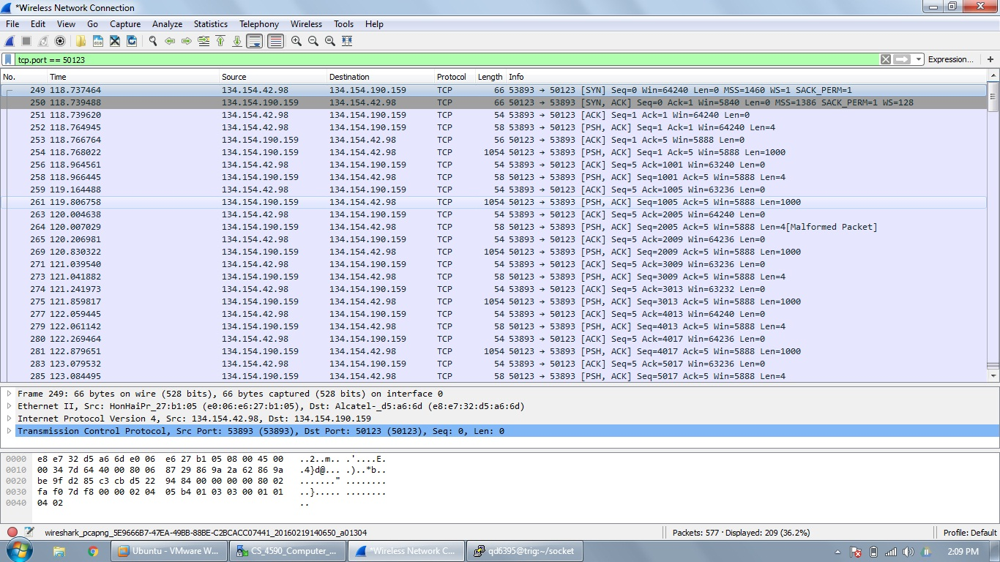 *Wireless Network Connection
File Edit View Go Capture Analyze Statistics Telephony Wireless Tools Help
tcp.port == 50123 Expression... +
No. Time Source Destination Protocol Length Info
249 118.737464 134.154.42.98 134.154.190.159 TCP 66 53893 → 50123 [SYN] Seq=0 Win=64240 Len=0 MSS=1460 WS=1 SACK_PERM=1
250 118.739488 134.154.190.159 134.154.42.98 TCP 66 50123 → 53893 [SYN, ACK] Seq=0 Ack=1 Win=5840 Len=0 MSS=1386 SACK_PERM=1 WS=128
251 118.739620 134.154.42.98 134.154.190.159 TCP 54 53893 → 50123 [ACK] Seq=1 Ack=1 Win=64240 Len=0
252 118.764945 134.154.42.98 134.154.190.159 TCP 58 53893 → 50123 [PSH, ACK] Seq=1 Ack=1 Win=64240 Len=4
253 118.766764 134.154.190.159 134.154.42.98 TCP 56 50123 → 53893 [ACK] Seq=1 Ack=5 Win=5888 Len=0
254 118.768022 134.154.190.159 134.154.42.98 TCP 1054 50123 → 53893 [PSH, ACK] Seq=1 Ack=5 Win=5888 Len=1000
256 118.964561 134.154.42.98 134.154.190.159 TCP 54 53893 → 50123 [ACK] Seq=5 Ack=1001 Win=63240 Len=0
258 118.966445 134.154.190.159 134.154.42.98 TCP 58 50123 → 53893 [PSH, ACK] Seq=1001 Ack=5 Win=5888 Len=4
259 119.164488 134.154.42.98 134.154.190.159 TCP 54 53893 → 50123 [ACK] Seq=5 Ack=1005 Win=63236 Len=0
261 119.806758 134.154.190.159 134.154.42.98 TCP 1054 50123 → 53893 [PSH, ACK] Seq=1005 Ack=5 Win=5888 Len=1000
263 120.004638 134.154.42.98 134.154.190.159 TCP 54 53893 → 50123 [ACK] Seq=5 Ack=2005 Win=64240 Len=0
264 120.007029 134.154.190.159 134.154.42.98 TCP 58 50123 → 53893 [PSH, ACK] Seq=2005 Ack=5 Win=5888 Len=4[Malformed Packet]
265 120.206981 134.154.42.98 134.154.190.159 TCP 54 53893 → 50123 [ACK] Seq=5 Ack=2009 Win=64236 Len=0
269 120.830322 134.154.190.159 134.154.42.98 TCP 1054 50123 → 53893 [PSH, ACK] Seq=2009 Ack=5 Win=5888 Len=1000
271 121.039540 134.154.42.98 134.154.190.159 TCP 54 53893 → 50123 [ACK] Seq=5 Ack=3009 Win=63236 Len=0
273 121.041882 134.154.190.159 134.154.42.98 TCP 58 50123 → 53893 [PSH, ACK] Seq=3009 Ack=5 Win=5888 Len=4
274 121.241973 134.154.42.98 134.154.190.159 TCP 54 53893 → 50123 [ACK] Seq=5 Ack=3013 Win=63232 Len=0
275 121.859817 134.154.190.159 134.154.42.98 TCP 1054 50123 → 53893 [PSH, ACK] Seq=3013 Ack=5 Win=5888 Len=1000
277 122.059445 134.154.42.98 134.154.190.159 TCP 54 53893 → 50123 [ACK] Seq=5 Ack=4013 Win=64240 Len=0
279 122.061142 134.154.190.159 134.154.42.98 TCP 58 50123 → 53893 [PSH, ACK] Seq=4013 Ack=5 Win=5888 Len=4
280 122.269464 134.154.42.98 134.154.190.159 TCP 54 53893 → 50123 [ACK] Seq=5 Ack=4017 Win=64236 Len=0
281 122.879651 134.154.190.159 134.154.42.98 TCP 1054 50123 → 53893 [PSH, ACK] Seq=4017 Ack=5 Win=5888 Len=1000
283 123.079532 134.154.42.98 134.154.190.159 TCP 54 53893 → 50123 [ACK] Seq=5 Ack=5017 Win=63236 Len=0
285 123.084495 134.154.190.159 134.154.42.98 TCP 58 50123 → 53893 [PSH, ACK] Seq=5017 Ack=5 Win=5888 Len=4
Frame 249: 66 bytes on wire (528 bits), 66 bytes captured (528 bits) on interface 0
Ethernet II, Src: HonHaiPr_27:b1:05 (e0:06:e6:27:b1:05), Dst: Alcatel-_d5:a6:6d (e8:e7:32:d5:a6:6d)
Internet Protocol Version 4, Src: 134.154.42.98, Dst: 134.154.190.159
Transmission Control Protocol, Src Port: 53893 (53893), Dst Port: 50123 (50123), Seq: 0, Len: 0
0000 e8 e7 32 d5 a6 6d e0 06 e6 27 b1 05 08 00 45 00 ..2..m.. .'....E.
0010 00 34 7d 64 40 00 80 06 87 29 86 9a 2a 62 86 9a .4}d@... .)..*b..
0020 be 9f d2 85 c3 cb d5 22 94 84 00 00 00 00 80 02 ......." ........
0030 fa f0 7d f8 00 00 02 04 05 b4 01 03 03 00 01 01 ..}..... ........
0040 04 02 ..
wireshark_pcapng_5E9666B7-47EA-49BB-88BE-C2BCACC07441_20160219140650_a01304 Packets: 577 · Displayed: 209 (36.2%) Profile: Default
Ubuntu - VMware W... CS_4590_Computer_... *Wireless Network C... qd6395@trig:~/socket 2:09 PM